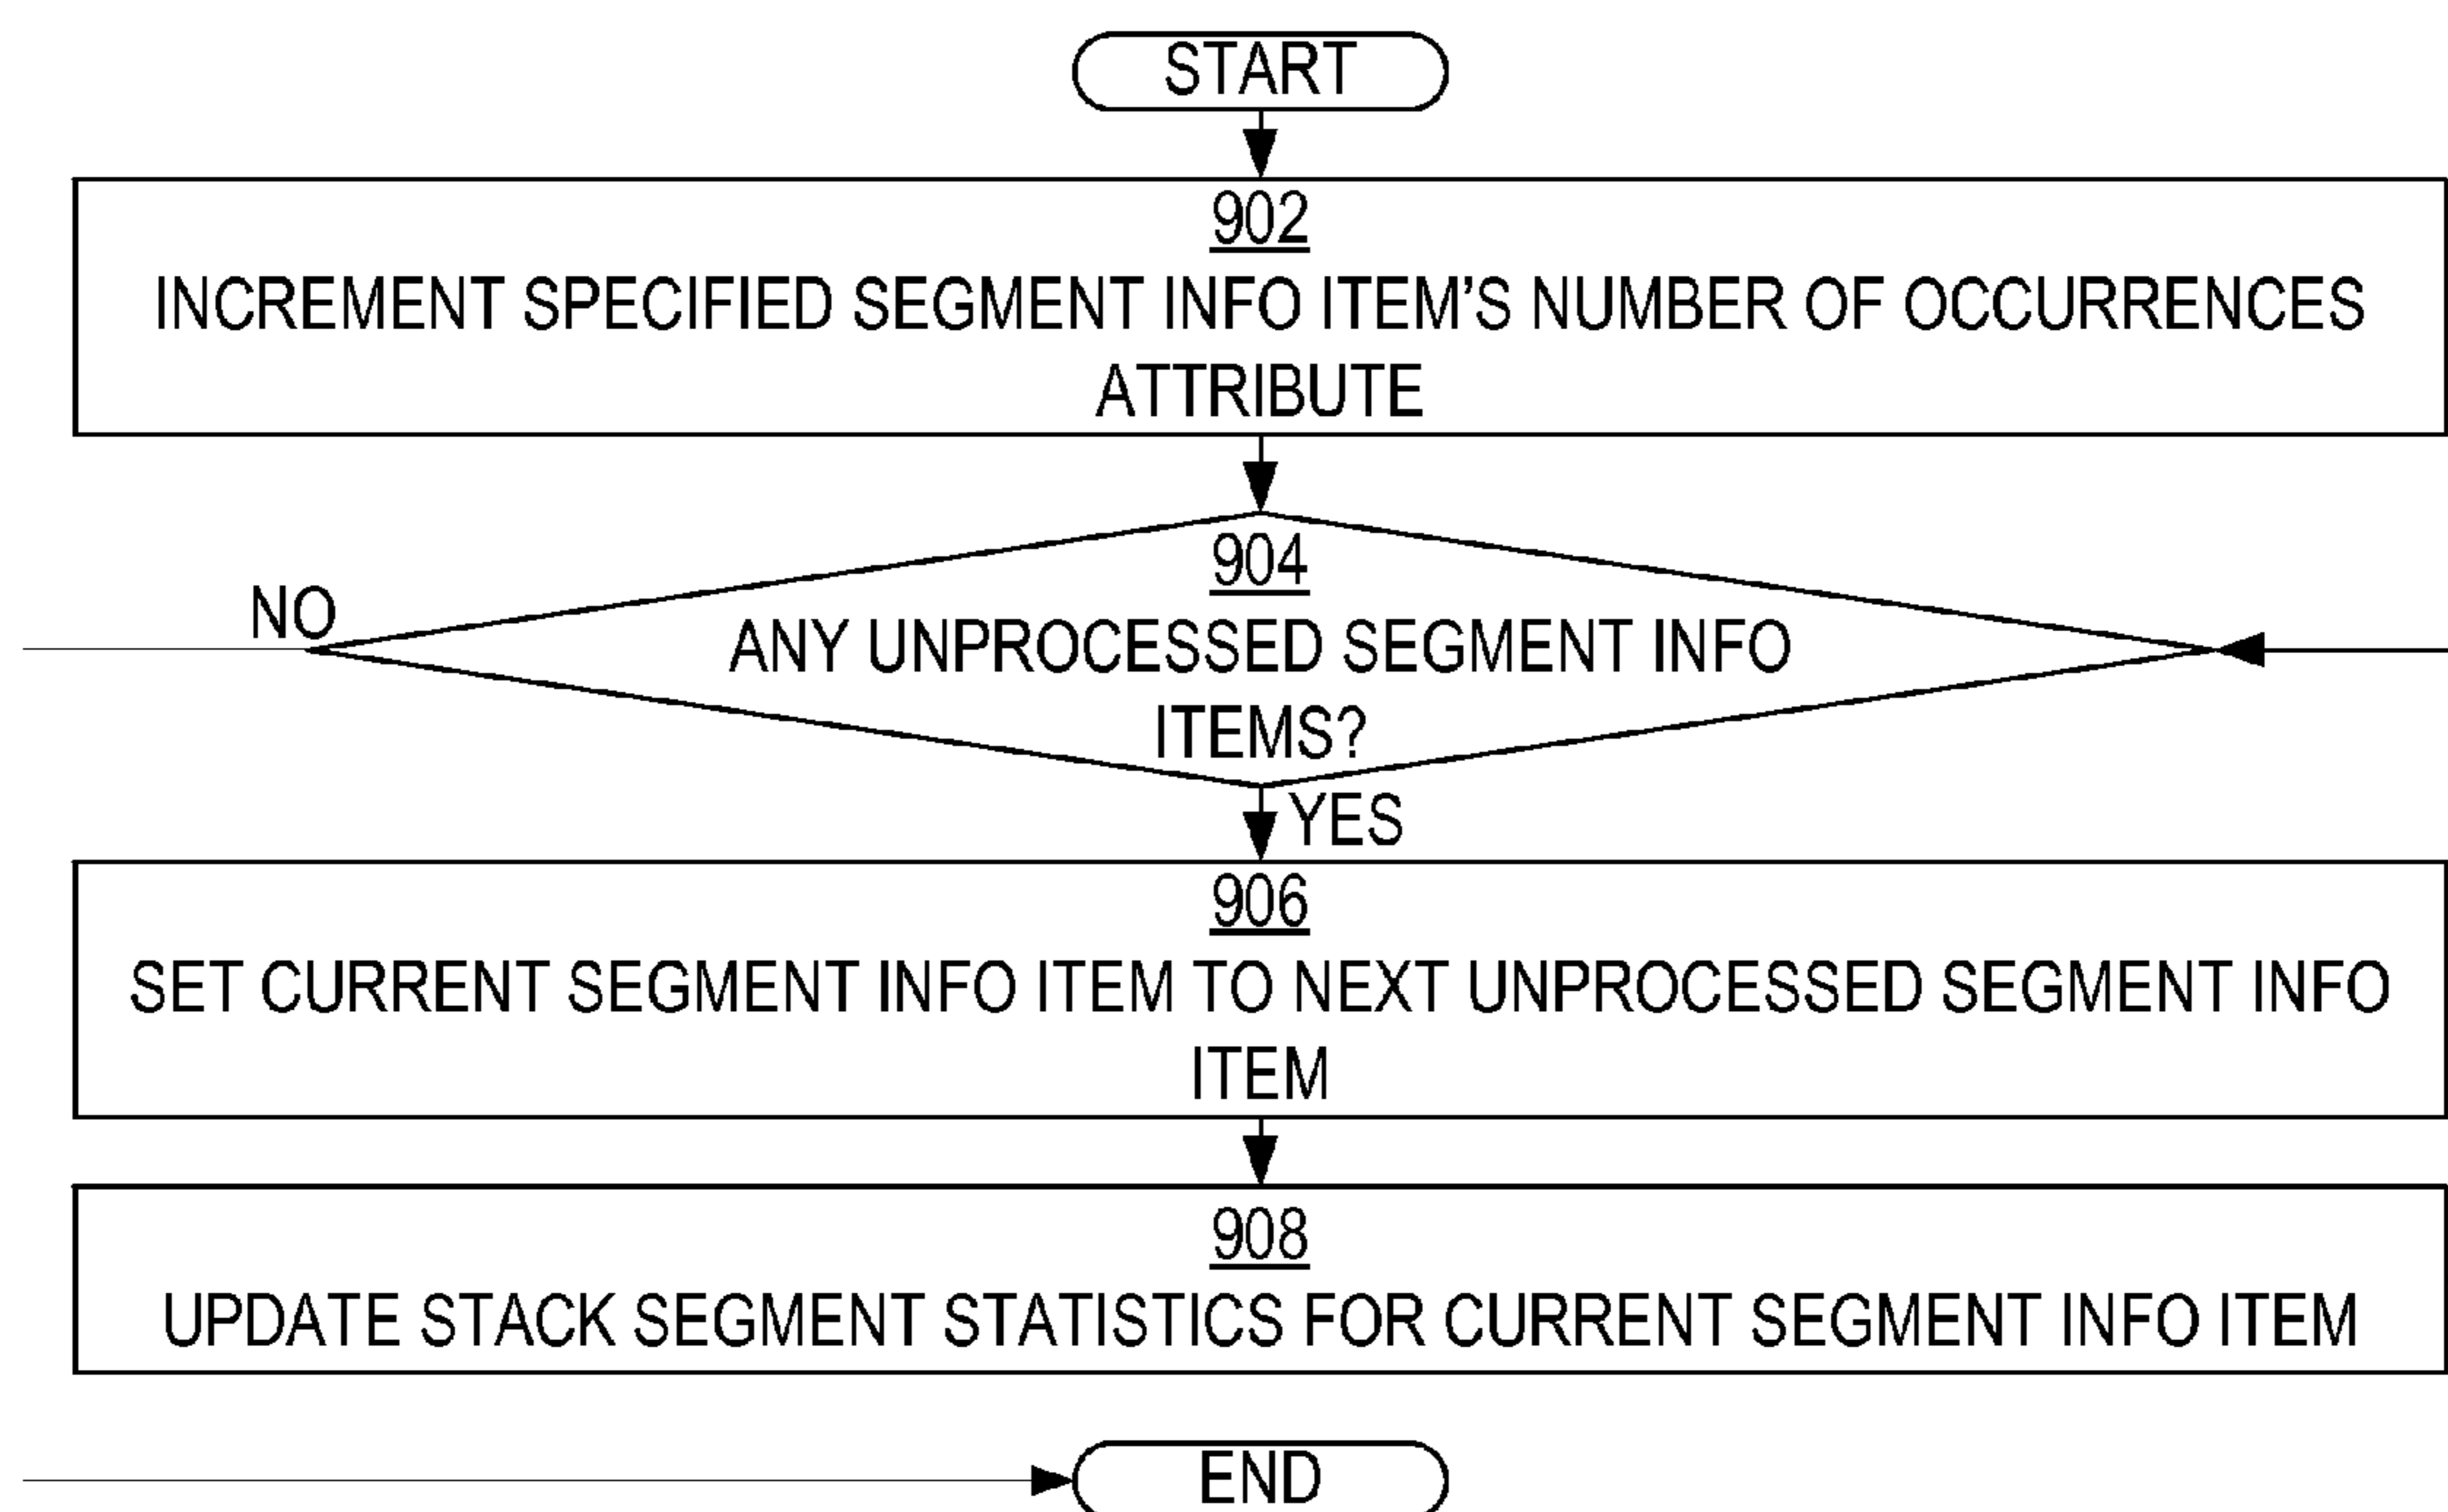 START
902
INCREMENT SPECIFIED SEGMENT INFO ITEM’S NUMBER OF OCCURRENCES
ATTRIBUTE
904
NO
ANY UNPROCESSED SEGMENT INFO
ITEMS?
YES
906
SET CURRENT SEGMENT INFO ITEM TO NEXT UNPROCESSED SEGMENT INFO
ITEM
908
UPDATE STACK SEGMENT STATISTICS FOR CURRENT SEGMENT INFO ITEM
END